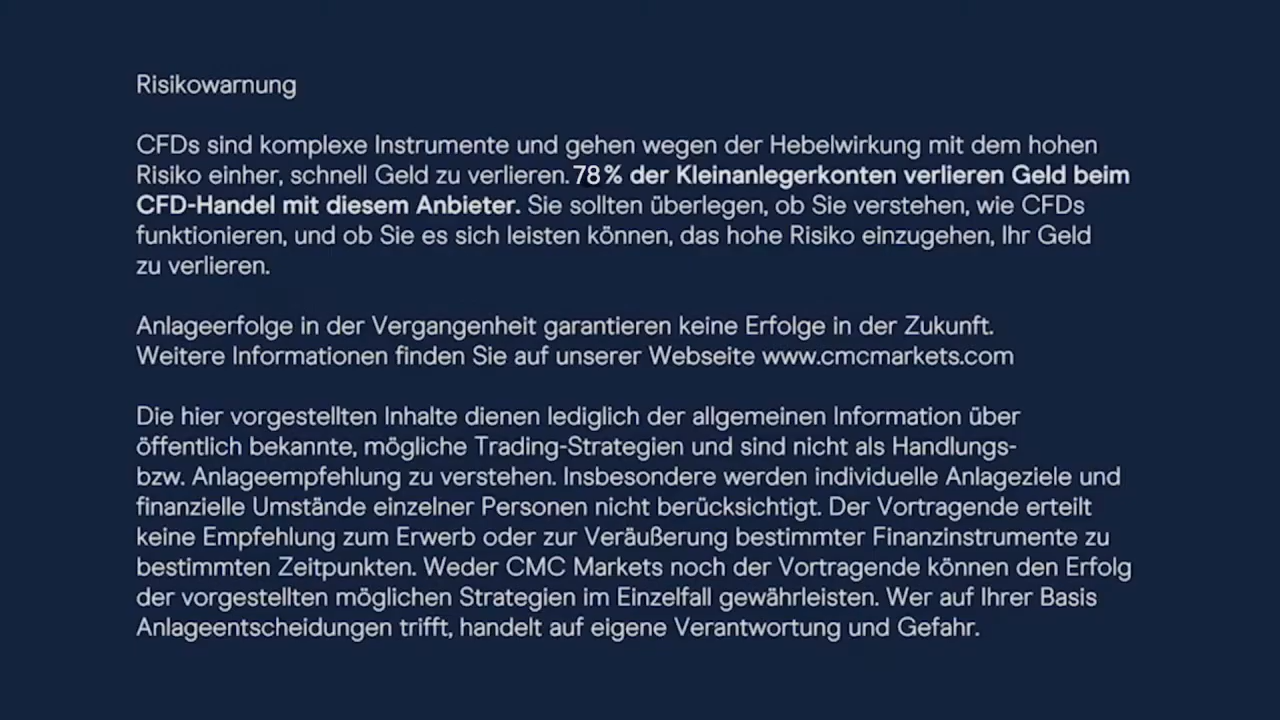 Risikowarnung
CFDs sind komplexe Instrumente und gehen wegen der Hebelwirkung mit dem hohen
Risiko einher, schnell Geld zu verlieren. 78% der Kleinanlegerkonten verlieren Geld beim
CFD-Handel mit diesem Anbieter. Sie sollten überlegen, ob Sie verstehen, wie CFDs
funktionieren, und ob Sie es sich leisten können, das hohe Risiko einzugehen, Ihr Geld
zu verlieren.
Anlageerfolge in der Vergangenheit garantieren keine Erfolge in der Zukunft.
Weitere Informationen finden Sie auf unserer Webseite www.cmcmarkets.com
Die hier vorgestellten Inhalte dienen lediglich der allgemeinen Information über
öffentlich bekannte, mögliche Trading-Strategien und sind nicht als Handlungs-
bzw. Anlageempfehlung zu verstehen. Insbesondere werden individuelle Anlageziele und
finanzielle Umstände einzelner Personen nicht berücksichtigt. Der Vortragende erteilt
keine Empfehlung zum Erwerb oder zur Veräußerung bestimmter Finanzinstrumente zu
bestimmten Zeitpunkten. Weder CMC Markets noch der Vortragende können den Erfolg
der vorgestellten möglichen Strategien im Einzelfall gewährleisten. Wer auf Ihrer Basis
Anlageentscheidungen trifft, handelt auf eigene Verantwortung und Gefahr.